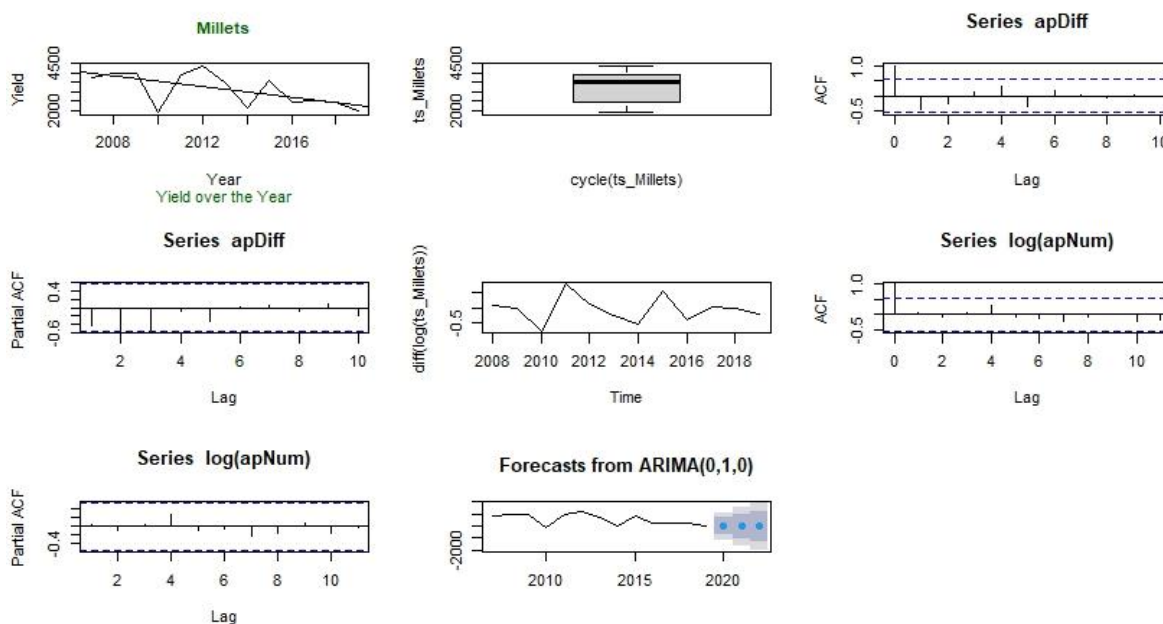 Millets
Yield
4500
2000
2008 2012 2016
Year
Yield over the Year
ts_Millets
4500
2000
cycle(ts_Millets)
Series apDiff
ACF
1.0
-0.5
0 2 4 6 8 10
Lag
Series apDiff
Partial ACF
0.4
-0.6
2 4 6 8 10
Lag
diff(log(ts_Millets))
-0.5
2008 2010 2012 2014 2016 2018
Time
Series log(apNum)
ACF
1.0
-0.5
0 2 4 6 8 10
Lag
Series log(apNum)
Partial ACF
-0.4
2 4 6 8 10
Lag
Forecasts from ARIMA(0,1,0)
-2000
2010 2015 2020